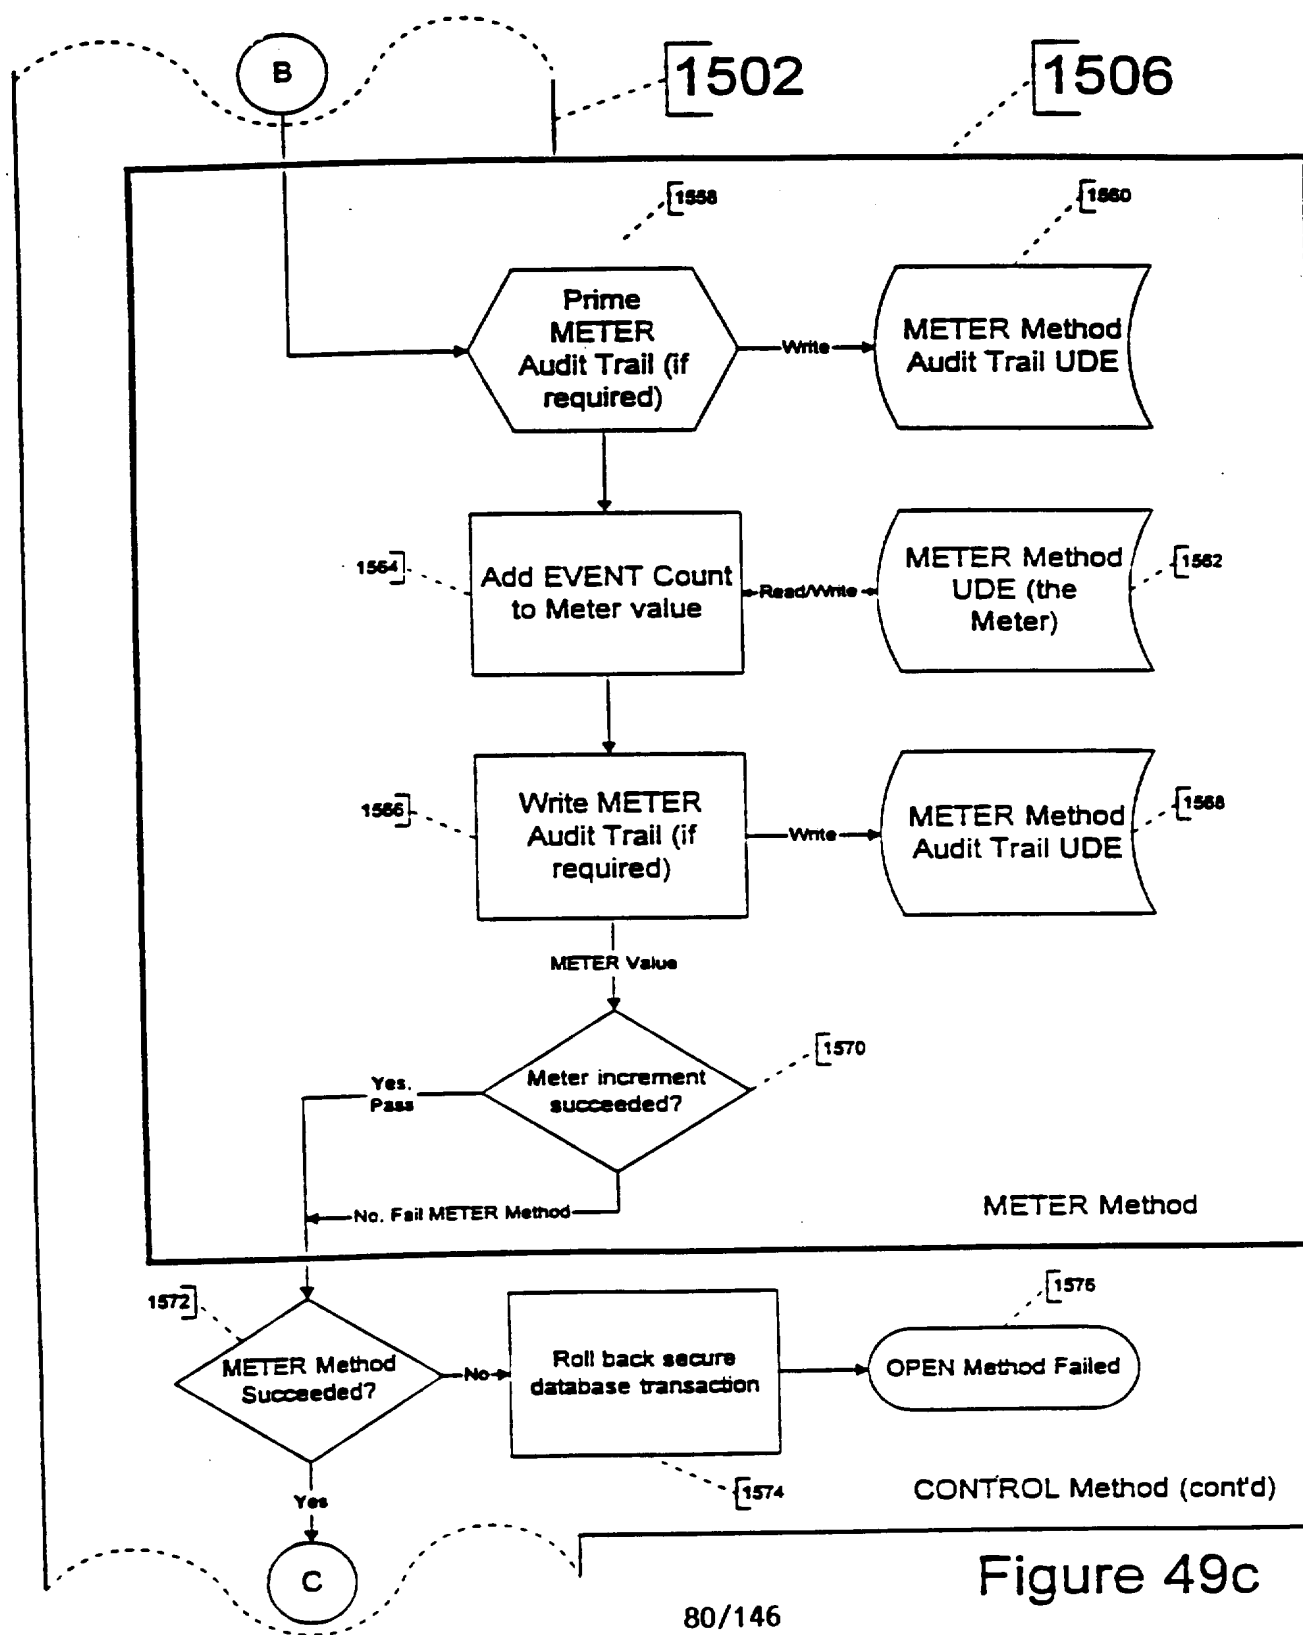 B
1502
1506
1558
1560
Prime
METER
Audit Trail (if
required)
Write
METER Method
Audit Trail UDE
1564
Add EVENT Count
to Meter value
Read/Write
METER Method
UDE (the
Meter)
1562
1566
Write METER
Audit Trail (if
required)
Write
METER Method
Audit Trail UDE
1568
METER Value
Meter increment
succeeded?
1570
Yes.
Pass
No. Fail METER Method
METER Method
1572
METER Method
Succeeded?
No
Roll back secure
database transaction
1576
OPEN Method Failed
1574
Yes
CONTROL Method (cont'd)
C
Figure 49c
80/146